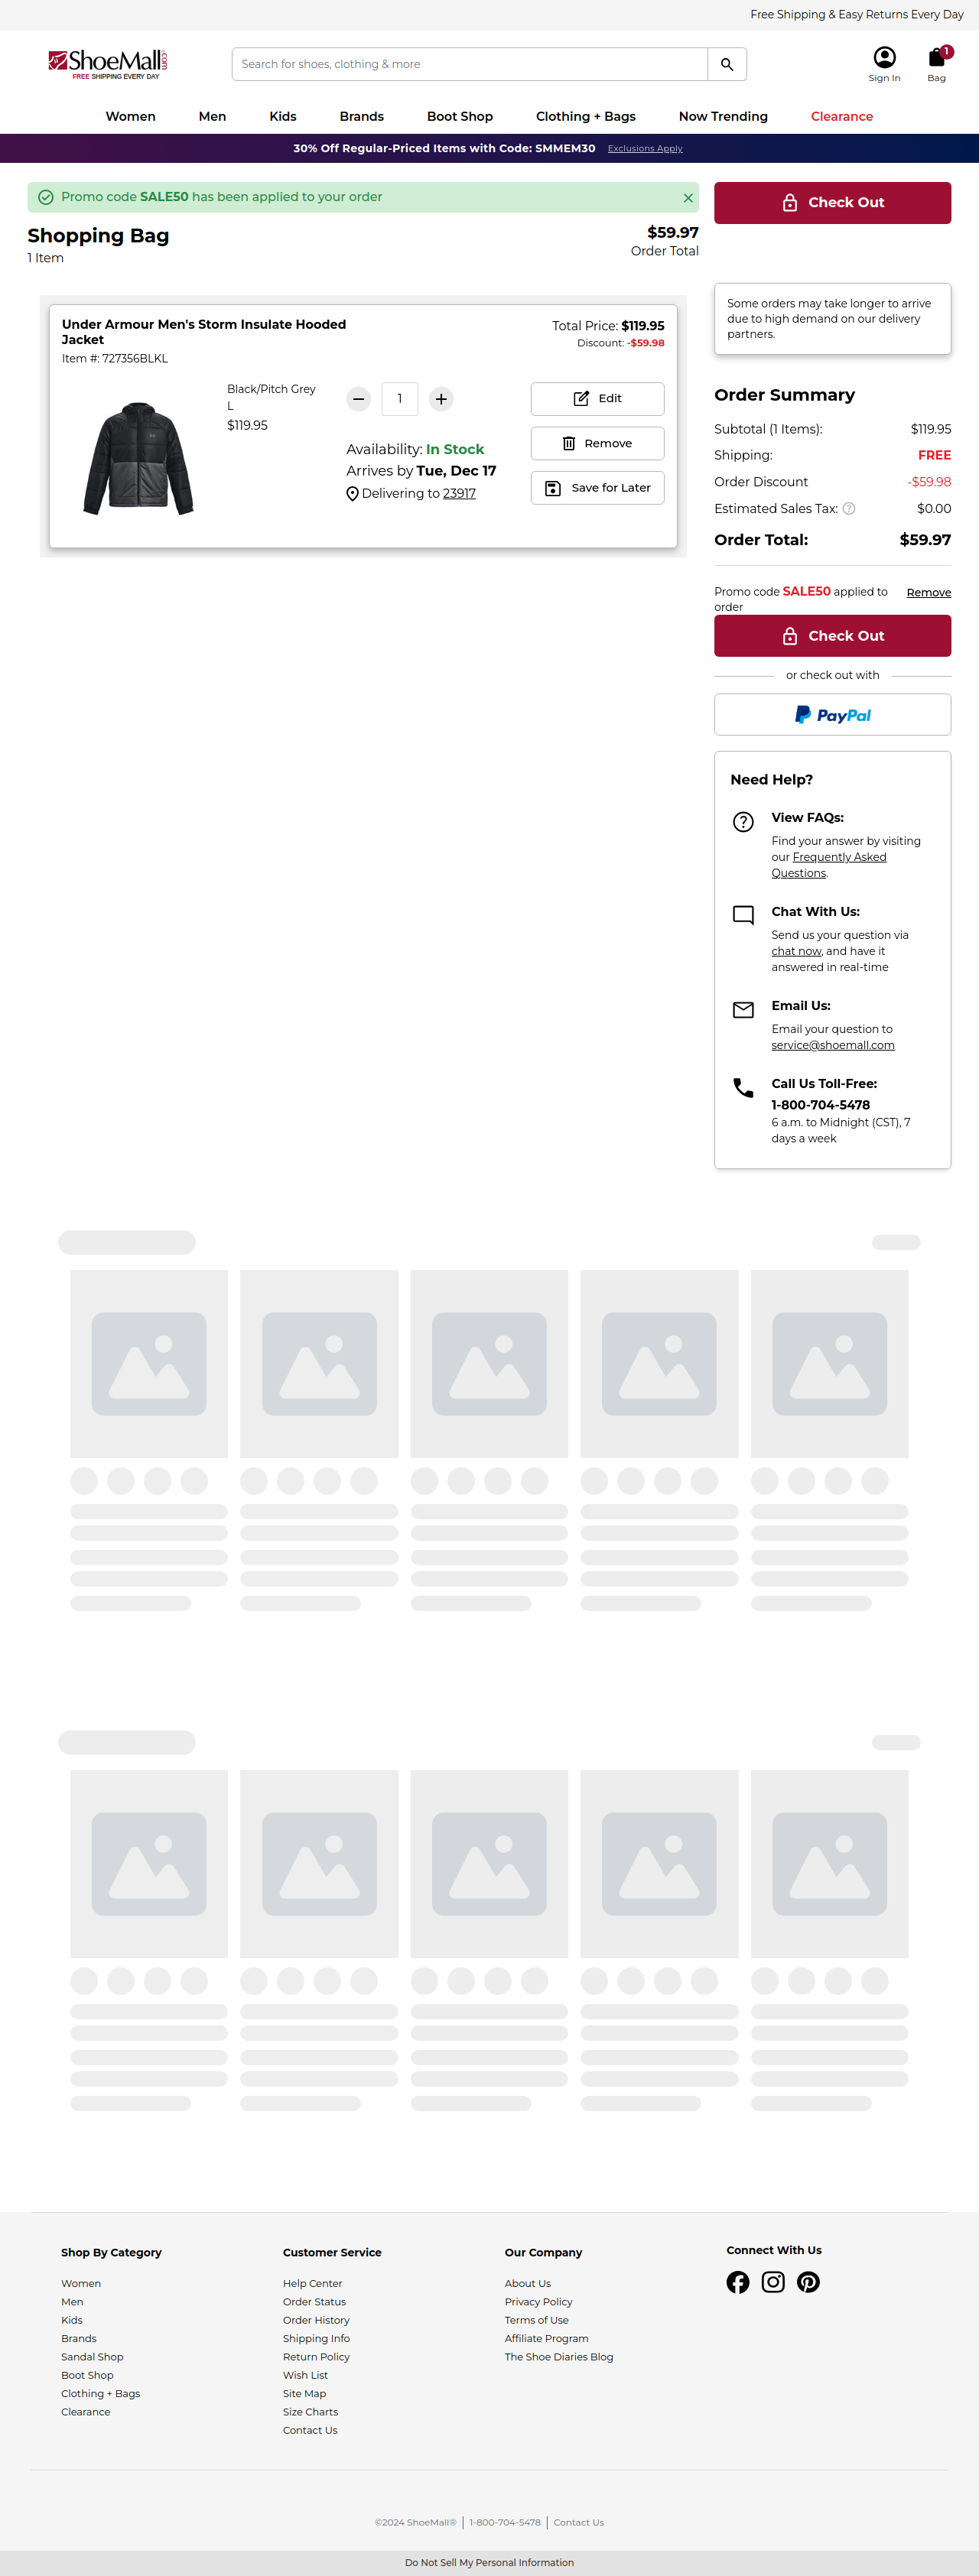 Free Shipping & Easy Returns Every Day
ShoeMall.com
FREE SHIPPING EVERY DAY
Search for shoes, clothing & more
Sign In
1
Bag
Women Men Kids Brands Boot Shop Clothing + Bags Now Trending Clearance
30% Off Regular-Priced Items with Code: SMMEM30 Exclusions Apply
Promo code SALE50 has been applied to your order
Shopping Bag
1 Item
$59.97
Order Total
Under Armour Men's Storm Insulate Hooded
Jacket
Item #: 727356BLKL
Total Price: $119.95
Discount: -$59.98
Black/Pitch Grey
L
$119.95
1
Availability: In Stock
Arrives by Tue, Dec 17
Delivering to 23917
Edit
Remove
Save for Later
Check Out
Some orders may take longer to arrive
due to high demand on our delivery
partners.
Order Summary
Subtotal (1 Items): $119.95
Shipping: FREE
Order Discount -$59.98
Estimated Sales Tax: $0.00
Order Total: $59.97
Promo code SALE50 applied to
order
Remove
Check Out
or check out with
PayPal
Need Help?
View FAQs:
Find your answer by visiting
our Frequently Asked
Questions.
Chat With Us:
Send us your question via
chat now, and have it
answered in real-time
Email Us:
Email your question to
service@shoemall.com
Call Us Toll-Free:
1-800-704-5478
6 a.m. to Midnight (CST), 7
days a week
Shop By Category
Women
Men
Kids
Brands
Sandal Shop
Boot Shop
Clothing + Bags
Clearance
Customer Service
Help Center
Order Status
Order History
Shipping Info
Return Policy
Wish List
Site Map
Size Charts
Contact Us
Our Company
About Us
Privacy Policy
Terms of Use
Affiliate Program
The Shoe Diaries Blog
Connect With Us
©2024 ShoeMall® | 1-800-704-5478 | Contact Us
Do Not Sell My Personal Information